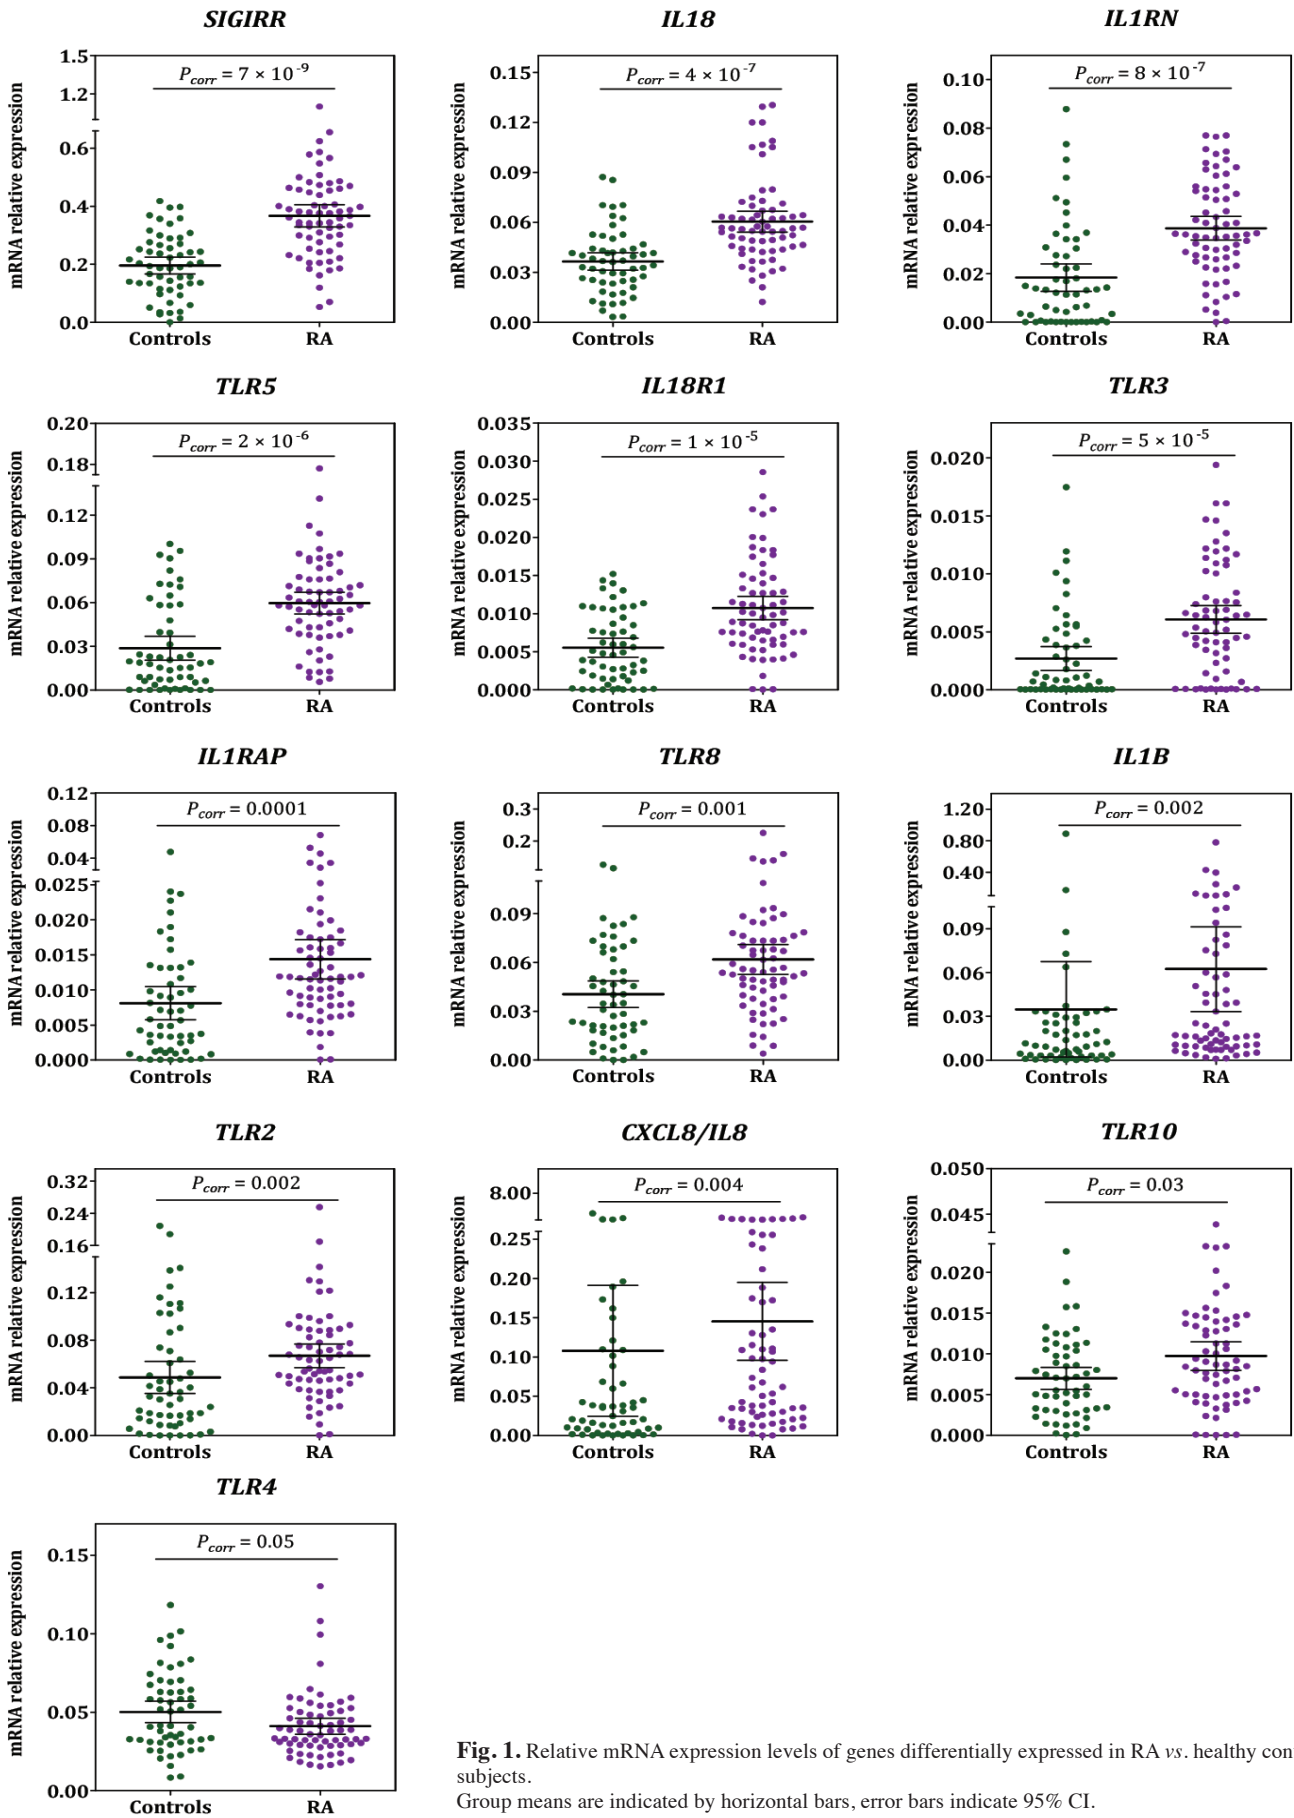 SIGIRR IL18 IL1RN
mRNA relative expression
1.5
1.2
0.6
0.4
0.2
0.0
Pcorr = 7 × 10-9
Controls RA
mRNA relative expression
0.15
0.12
0.09
0.06
0.03
0.00
Pcorr = 4 × 10-7
Controls RA
mRNA relative expression
0.10
0.08
0.06
0.04
0.02
0.00
Pcorr = 8 × 10-7
Controls RA
TLR5 IL18R1 TLR3
mRNA relative expression
0.20
0.18
0.12
0.09
0.06
0.03
0.00
Pcorr = 2 × 10-6
Controls RA
mRNA relative expression
0.035
0.030
0.025
0.020
0.015
0.010
0.005
0.000
Pcorr = 1 × 10-5
Controls RA
mRNA relative expression
0.020
0.015
0.010
0.005
0.000
Pcorr = 5 × 10-5
Controls RA
IL1RAP TLR8 IL1B
mRNA relative expression
0.12
0.08
0.04
0.025
0.020
0.015
0.010
0.005
0.000
Pcorr = 0.0001
Controls RA
mRNA relative expression
0.3
0.2
0.09
0.06
0.03
0.00
Pcorr = 0.001
Controls RA
mRNA relative expression
1.20
0.80
0.40
0.09
0.06
0.03
0.00
Pcorr = 0.002
Controls RA
TLR2 CXCL8/IL8 TLR10
mRNA relative expression
0.32
0.24
0.16
0.12
0.08
0.04
0.00
Pcorr = 0.002
Controls RA
mRNA relative expression
8.00
0.25
0.20
0.15
0.10
0.05
0.00
Pcorr = 0.004
Controls RA
mRNA relative expression
0.050
0.045
0.020
0.015
0.010
0.005
0.000
Pcorr = 0.03
Controls RA
TLR4
mRNA relative expression
0.15
0.10
0.05
0.00
Pcorr = 0.05
Controls RA
Fig. 1. Relative mRNA expression levels of genes differentially expressed in RA vs. healthy con
subjects.
Group means are indicated by horizontal bars, error bars indicate 95% CI.